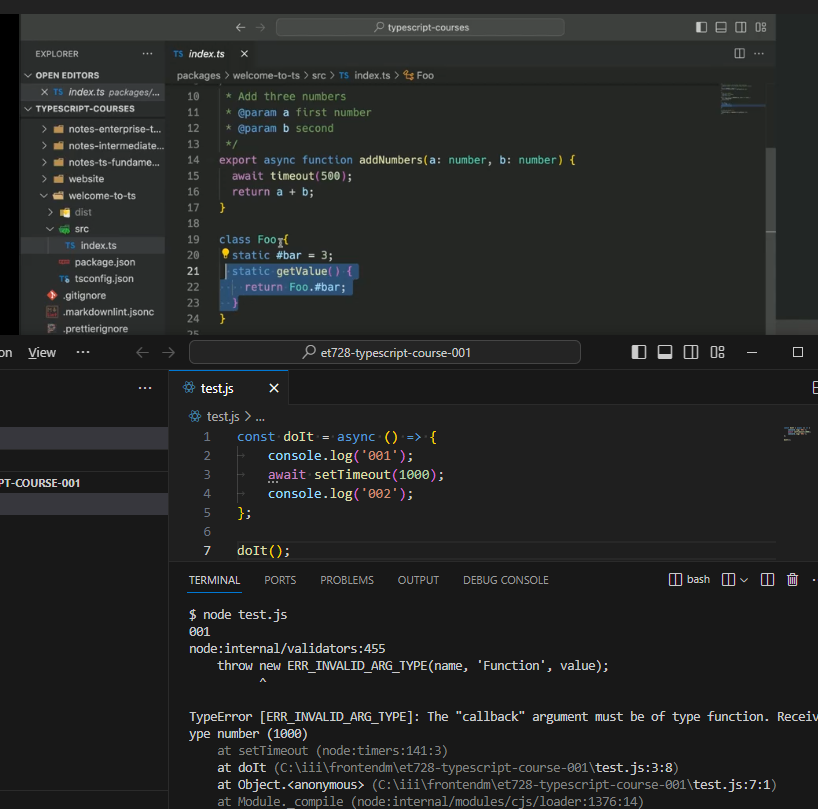 typescript-courses
EXPLORER
OPEN EDITORS
TS index.ts packages/...
TYPESCRIPT-COURSES
notes-enterprise-t...
notes-intermediate...
notes-ts-fundame...
website
welcome-to-ts
dist
src
TS index.ts
package.json
tsconfig.json
.gitignore
.markdownlint.jsonc
.prettierignore
TS index.ts
packages > welcome-to-ts > src > TS index.ts > Foo
10 * Add three numbers
11 * @param a first number
12 * @param b second
13 */
14 export async function addNumbers(a: number, b: number) {
15 await timeout(500);
16 return a + b;
17 }
18
19 class Foo {
20 static #bar = 3;
21 static getValue() {
22 return Foo.#bar;
23 }
24 }
25
on View ···
et728-typescript-course-001
PT-COURSE-001
test.js
test.js > ...
1 const doIt = async () => {
2 console.log('001');
3 await setTimeout(1000);
4 console.log('002');
5 };
6
7 doIt();
TERMINAL PORTS PROBLEMS OUTPUT DEBUG CONSOLE bash
$ node test.js
001
node:internal/validators:455
throw new ERR_INVALID_ARG_TYPE(name, 'Function', value);
^
TypeError [ERR_INVALID_ARG_TYPE]: The "callback" argument must be of type function. Receiv
ype number (1000)
at setTimeout (node:timers:141:3)
at doIt (C:\iii\frontendm\et728-typescript-course-001\test.js:3:8)
at Object.<anonymous> (C:\iii\frontendm\et728-typescript-course-001\test.js:7:1)
at Module._compile (node:internal/modules/cjs/loader:1376:14)